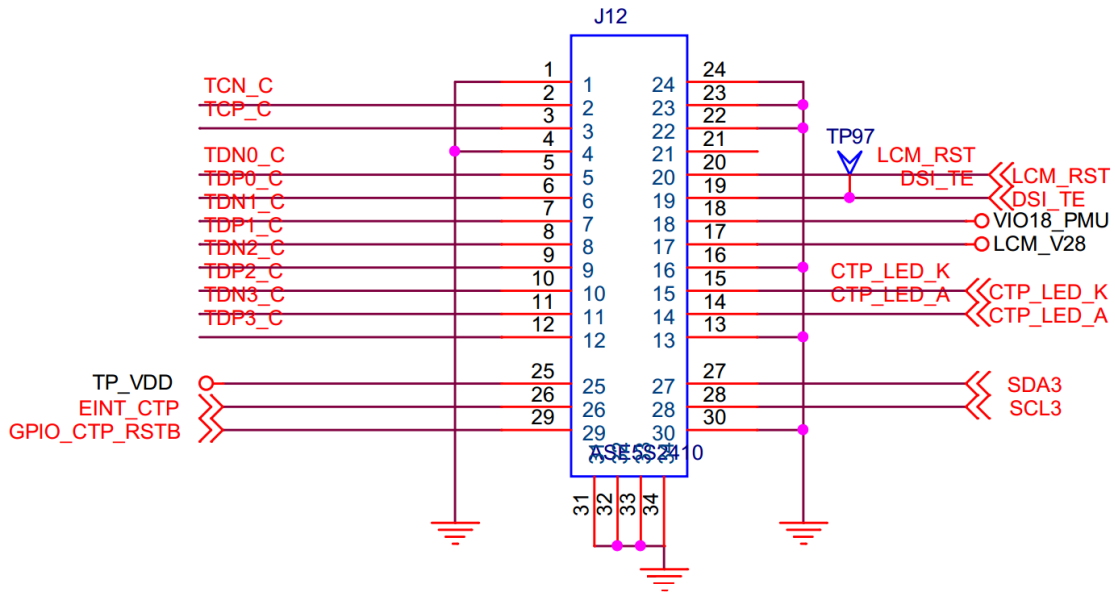 J12
1 1 24 24
TCN_C 2 2 23 23
TCP_C 3 3 22 22
4 4 21 21 TP97
TDN0_C 5 5 20 20 LCM_RST LCM_RST
TDP0_C 6 6 19 19 DSI_TE DSI_TE
TDN1_C 7 7 18 18 VIO18_PMU
TDP1_C 8 8 17 17 LCM_V28
TDN2_C 9 9 16 16
TDP2_C 10 10 15 15 CTP_LED_K CTP_LED_K
TDN3_C 11 11 14 14 CTP_LED_A CTP_LED_A
TDP3_C 12 12 13 13
TP_VDD 25 25 27 27 SDA3
EINT_CTP 26 26 28 28 SCL3
GPIO_CTP_RSTB 29 29 30 30
ASE5S2410
31 32 33 34